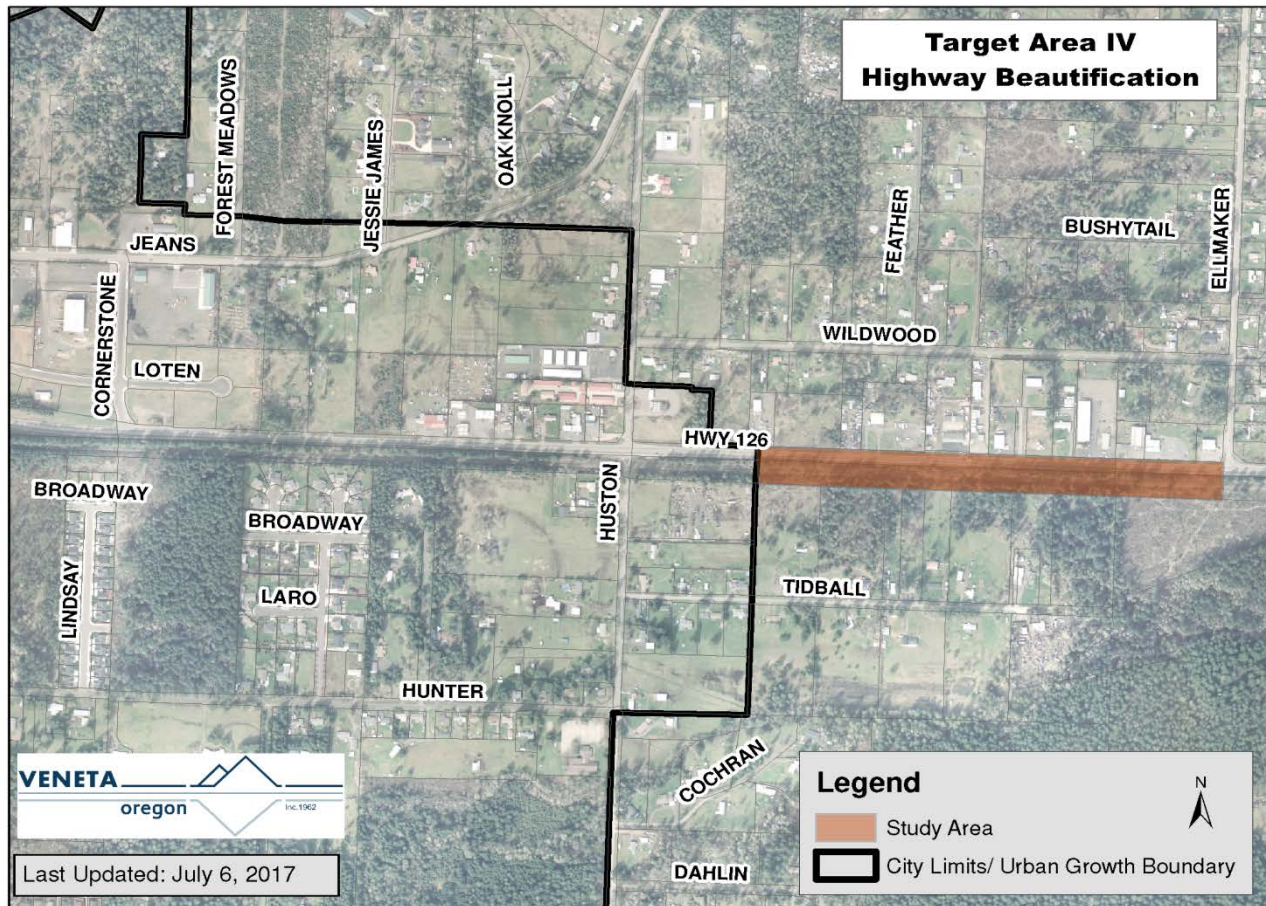 Target Area IV
Highway Beautification
FOREST MEADOWS
JESSIE JAMES
OAK KNOLL
FEATHER
BUSHYTAIL
ELLMAKER
JEANS
WILDWOOD
CORNERSTONE
LOTEN
HWY 126
BROADWAY
BROADWAY
HUSTON
LINDSAY
LARO
TIDBALL
HUNTER
COCHRAN
DAHLIN
VENETA
oregon
Inc.1962
Last Updated: July 6, 2017
Legend
N
Study Area
City Limits/ Urban Growth Boundary